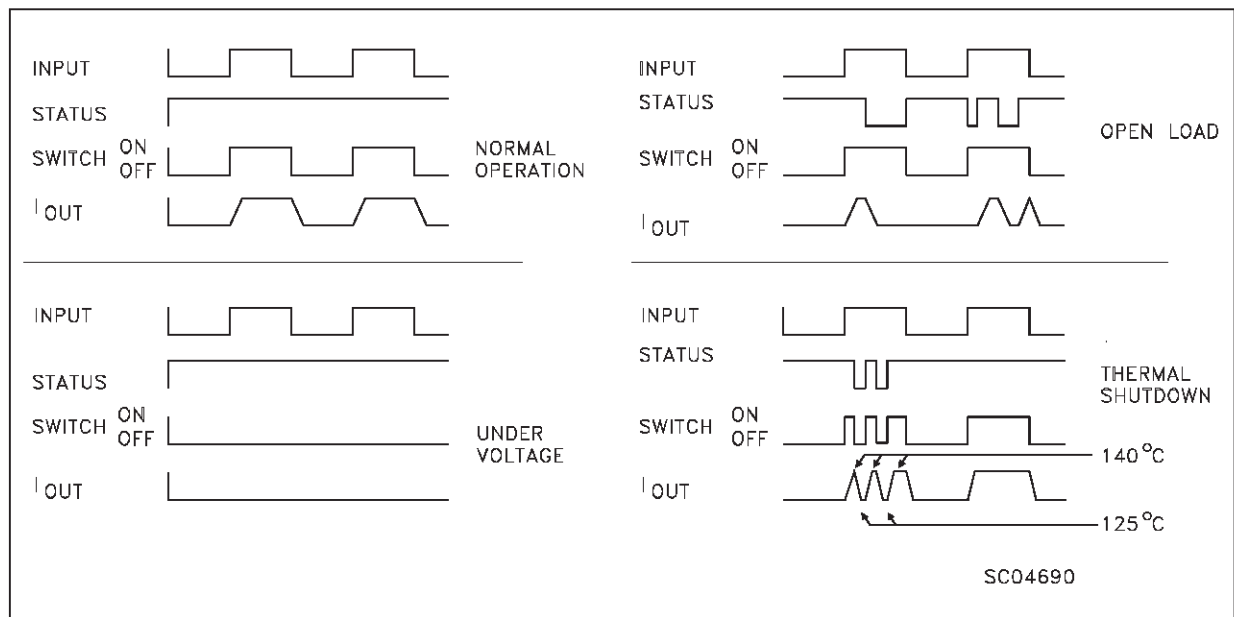 INPUT
STATUS
SWITCH ON
OFF
I OUT
NORMAL
OPERATION
INPUT
STATUS
SWITCH ON
OFF
I OUT
OPEN LOAD
INPUT
STATUS
SWITCH ON
OFF
I OUT
UNDER
VOLTAGE
INPUT
STATUS
SWITCH ON
OFF
I OUT
THERMAL
SHUTDOWN
140 °C
125 °C
SC04690